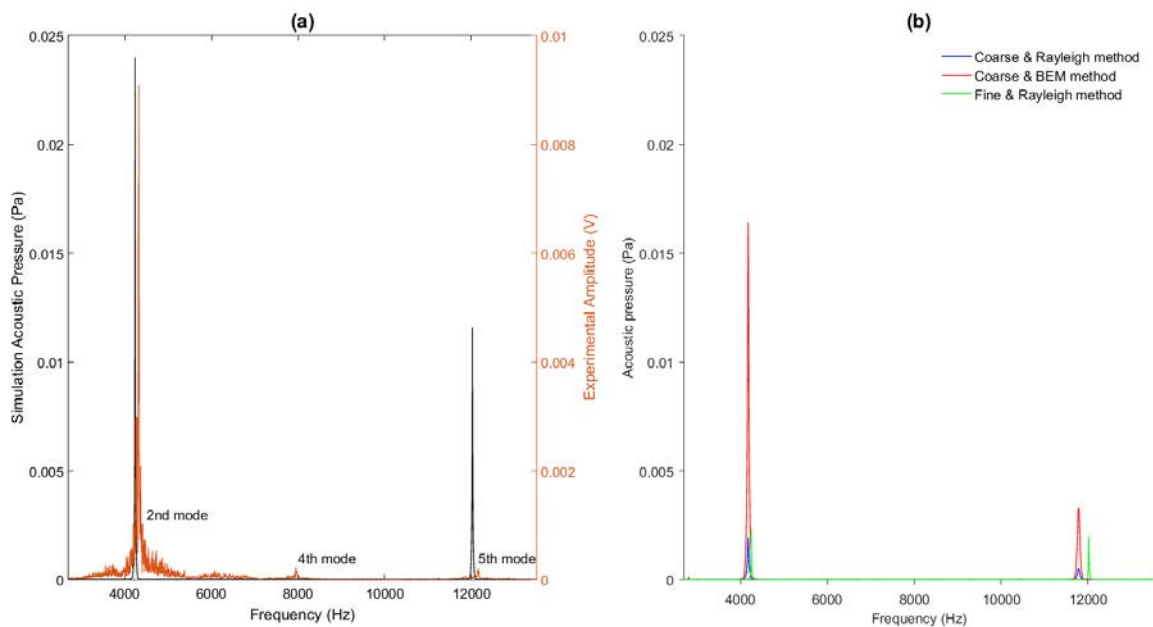 (a)
0.025
0.02
0.015
0.01
0.005
0
Simulation Acoustic Pressure (Pa)
0.01
0.008
0.006
0.004
0.002
0
Experimental Amplitude (V)
2nd mode
4th mode
5th mode
4000 6000 8000 10000 12000
Frequency (Hz)
(b)
0.025
0.02
0.015
0.01
0.005
0
Acoustic pressure (Pa)
Coarse & Rayleigh method
Coarse & BEM method
Fine & Rayleigh method
4000 6000 8000 10000 12000
Frequency (Hz)